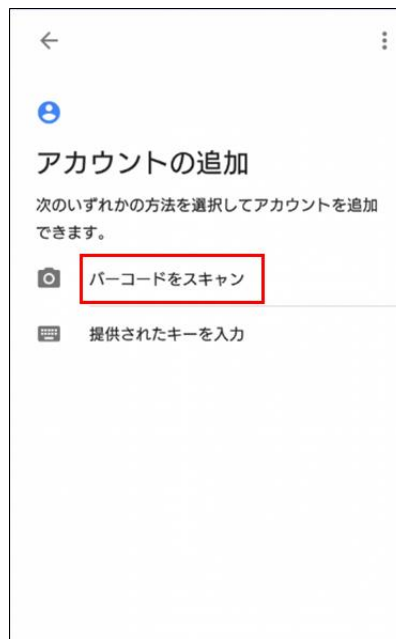 アカウントの追加
次のいずれかの方法を選択してアカウントを追加
できます。
バーコードをスキャン
提供されたキーを入力